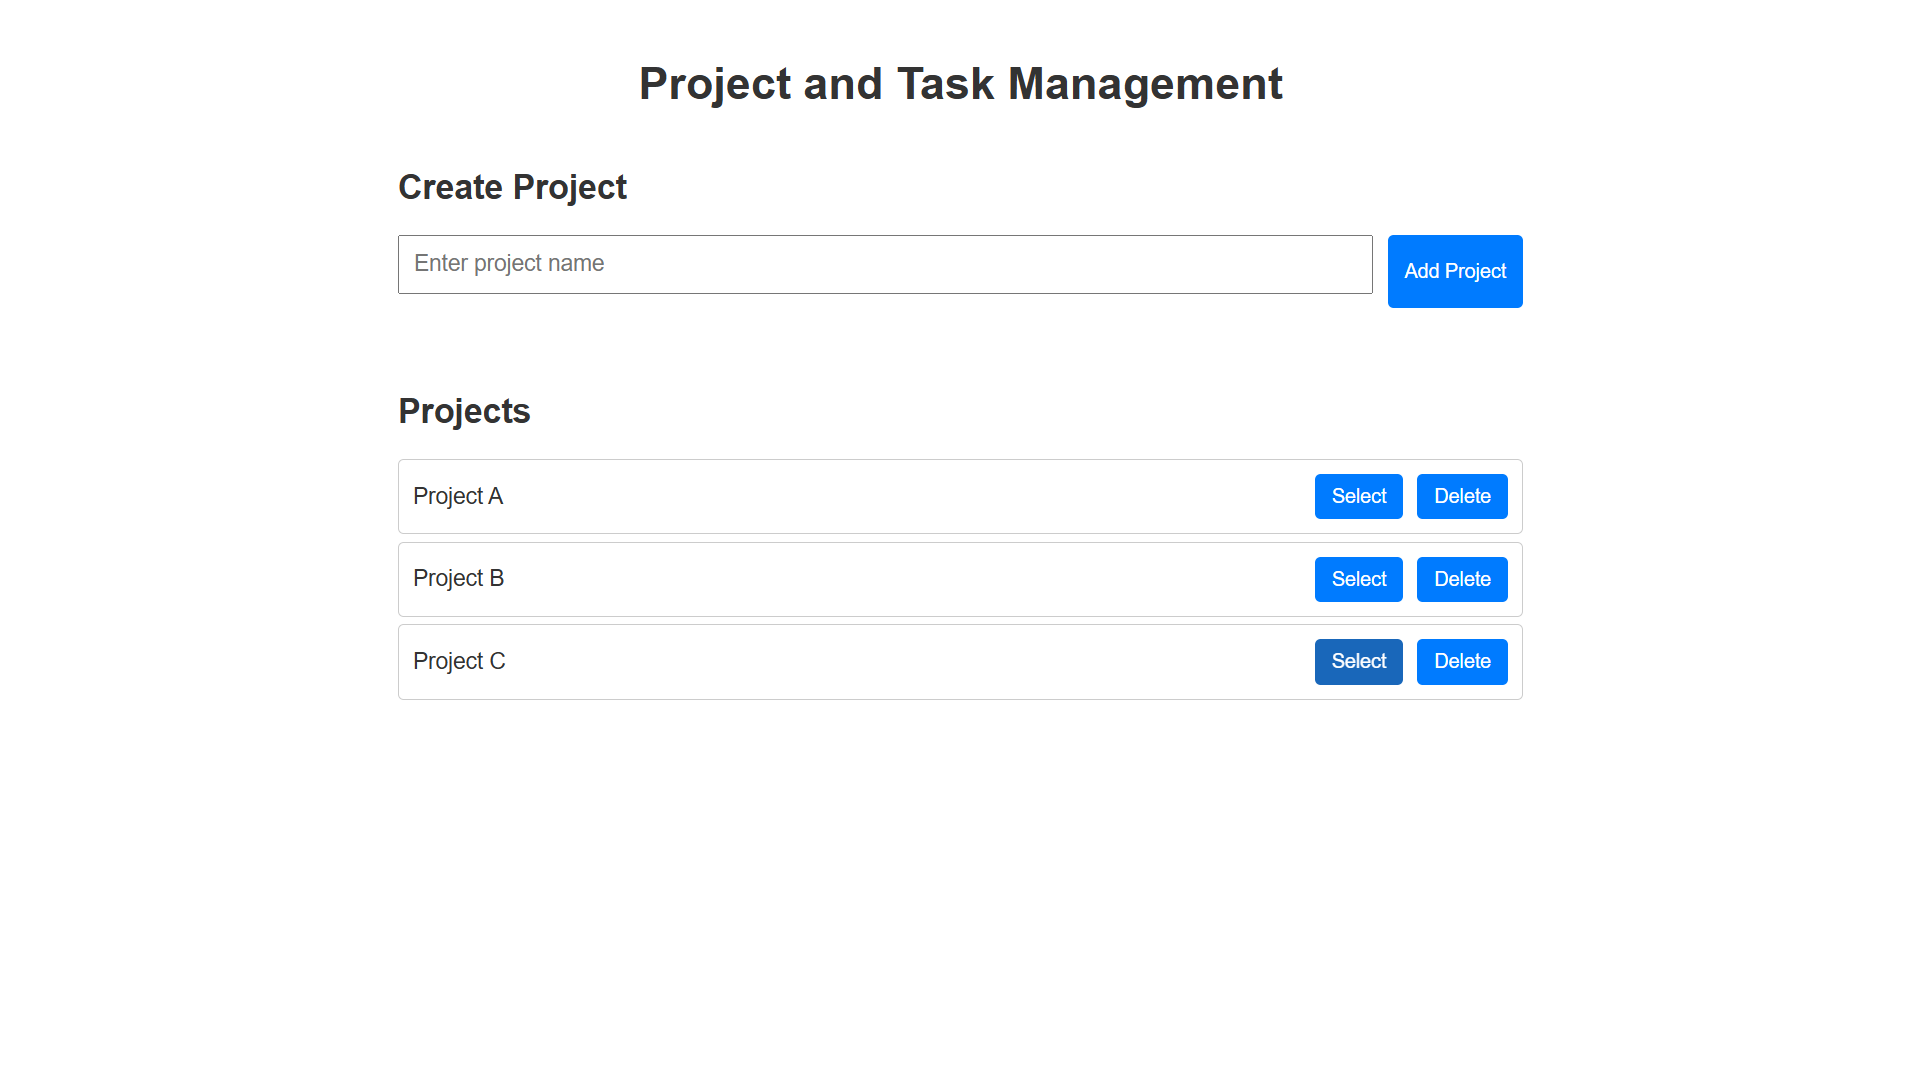 Project and Task Management
Create Project
Enter project name
Add Project
Projects
Project A Select Delete
Project B Select Delete
Project C Select Delete